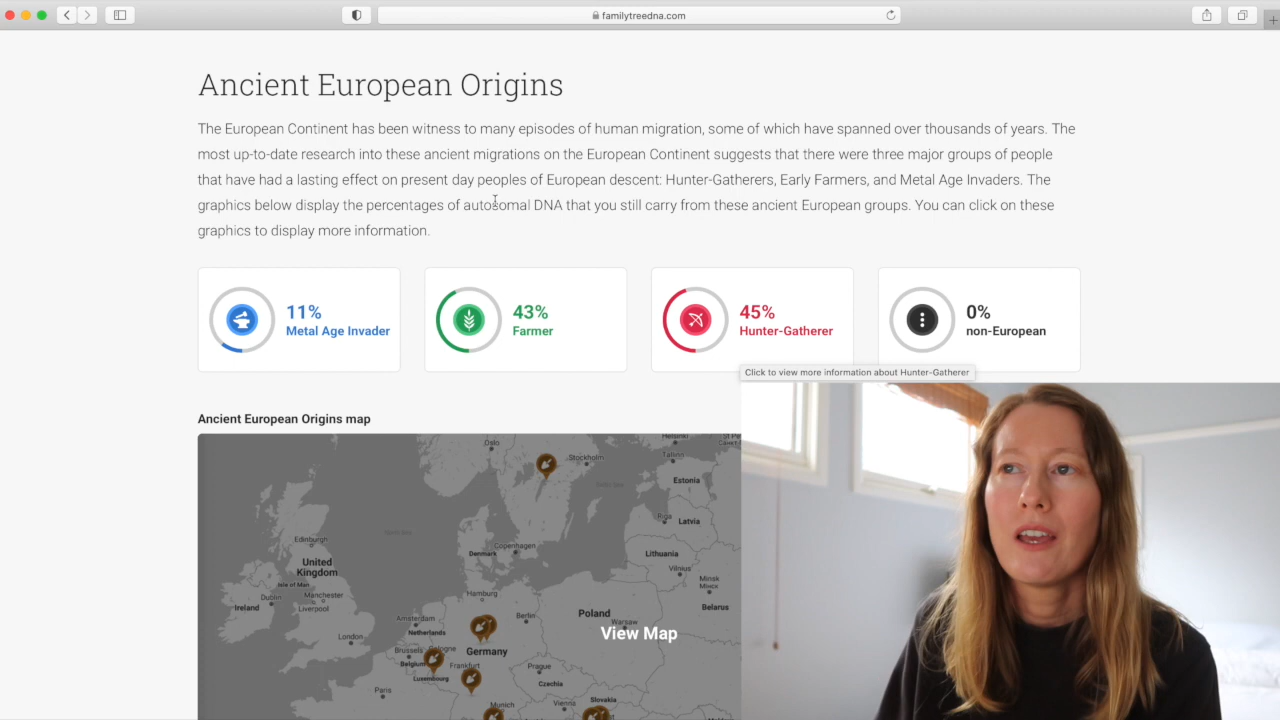 familytreedna.com
Ancient European Origins
The European Continent has been witness to many episodes of human migration, some of which have spanned over thousands of years. The
most up-to-date research into these ancient migrations on the European Continent suggests that there were three major groups of people
that have had a lasting effect on present day peoples of European descent: Hunter-Gatherers, Early Farmers, and Metal Age Invaders. The
graphics below display the percentages of autosomal DNA that you still carry from these ancient European groups. You can click on these
graphics to display more information.
11%
Metal Age Invader
43%
Farmer
45%
Hunter-Gatherer
0%
non-European
Click to view more information about Hunter-Gatherer
Ancient European Origins map
Oslo
Stockholm
Helsinki
Tallinn
Estonia
Riga
Latvia
Edinburgh
United
Kingdom
Isle of Man
Dublin
Manchester
Ireland
Liverpool
London
Denmark
Copenhagen
Lithuania
Vilnius
Minsk
Belarus
Hamburg
Amsterdam
Netherlands
Berlin
Poland
Warsaw
View Map
Brussels
Cologne
Germany
Belgium
Frankfurt
Luxembourg
Prague
Czechia
Paris
Slovakia
Munich
Vienna